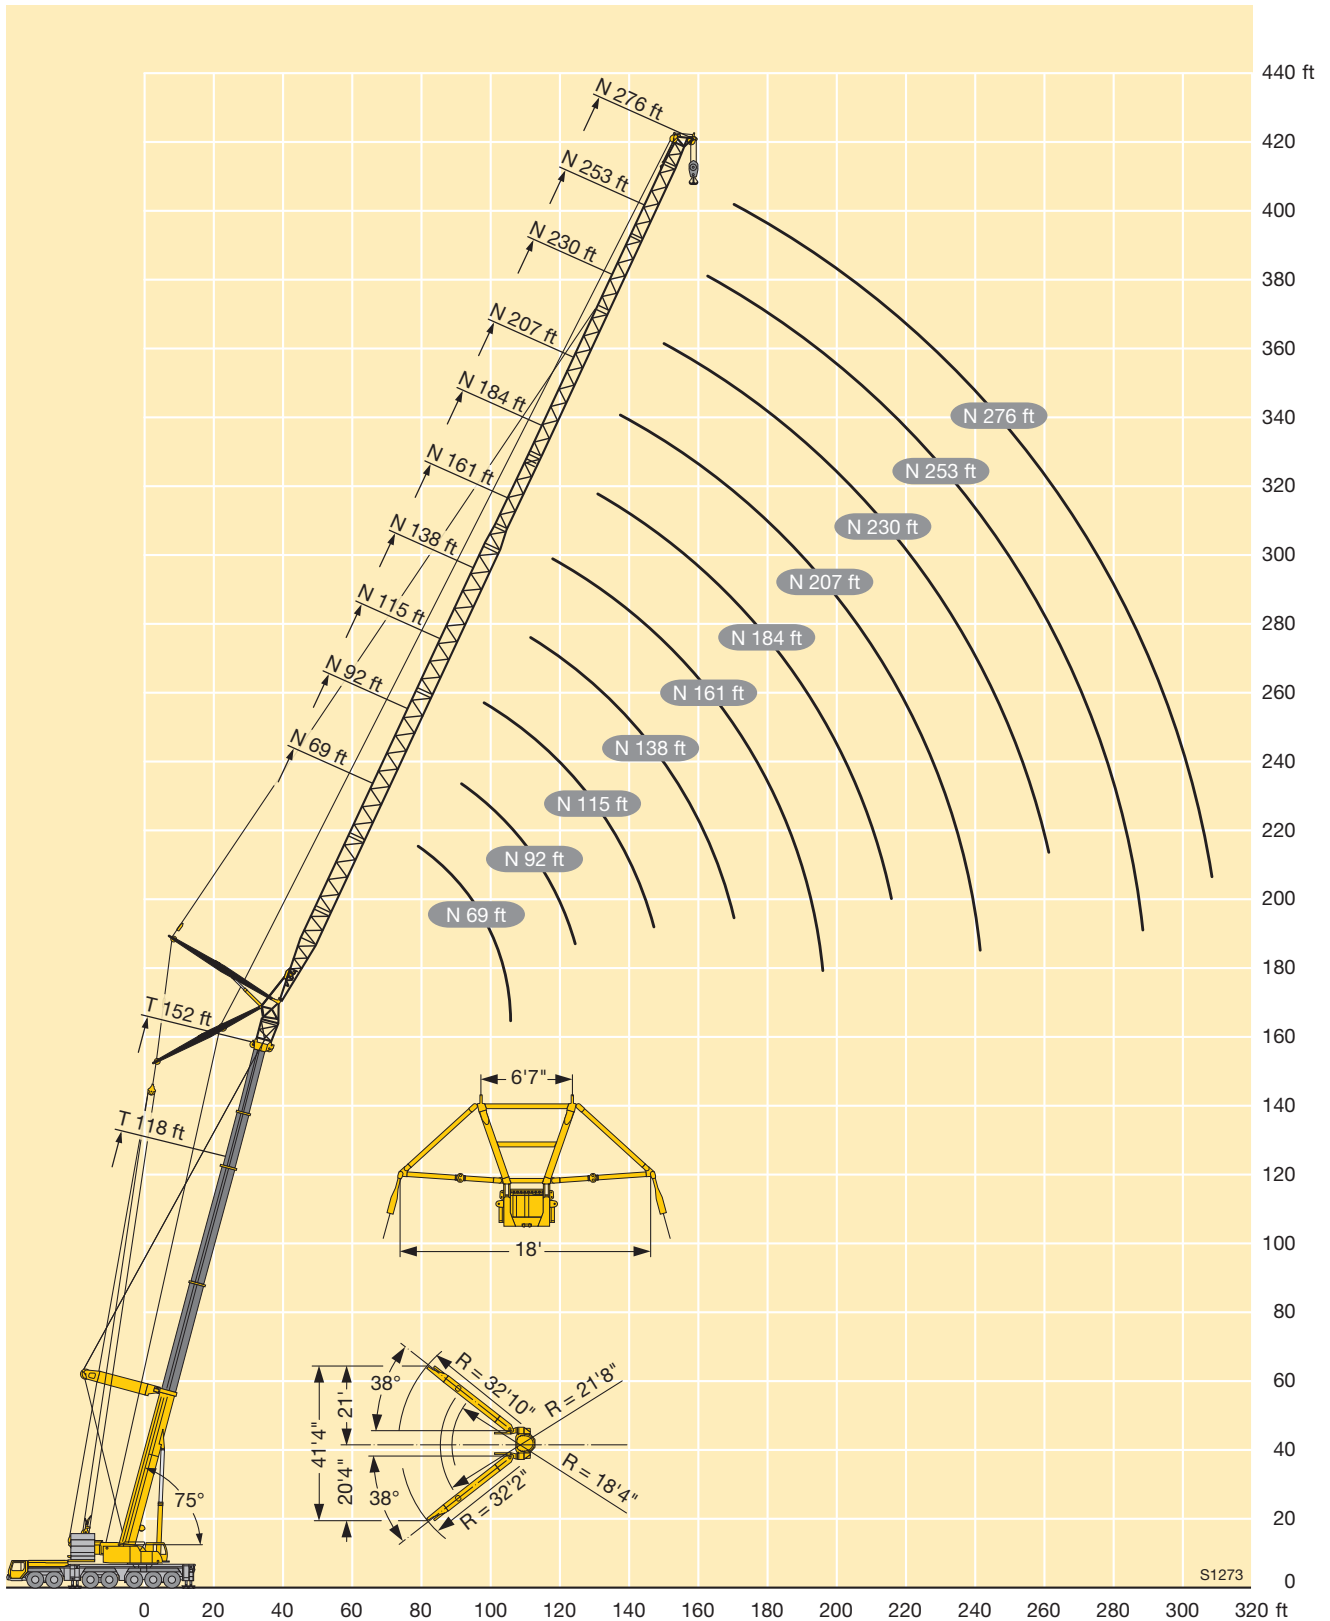 440 ft
420
400
380
360
340
320
300
280
260
240
220
200
180
160
140
120
100
80
60
40
20
0
N 276 ft
N 253 ft
N 230 ft
N 207 ft
N 184 ft
N 161 ft
N 138 ft
N 115 ft
N 92 ft
N 69 ft
T 152 ft
T 118 ft
75°
N 276 ft
N 253 ft
N 230 ft
N 207 ft
N 184 ft
N 161 ft
N 138 ft
N 115 ft
N 92 ft
N 69 ft
6'7"
18'
38°
R = 32'10"
R = 21'8"
21'
41'4"
20'4"
38°
R = 32'2"
R = 18'4"
S1273
0 20 40 60 80 100 120 140 160 180 200 220 240 260 280 300 320 ft